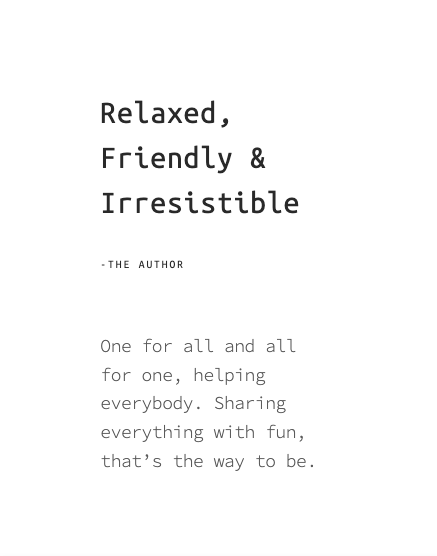 Relaxed,
Friendly &
Irresistible
-THE AUTHOR
One for all and all
for one, helping
everybody. Sharing
everything with fun,
that’s the way to be.